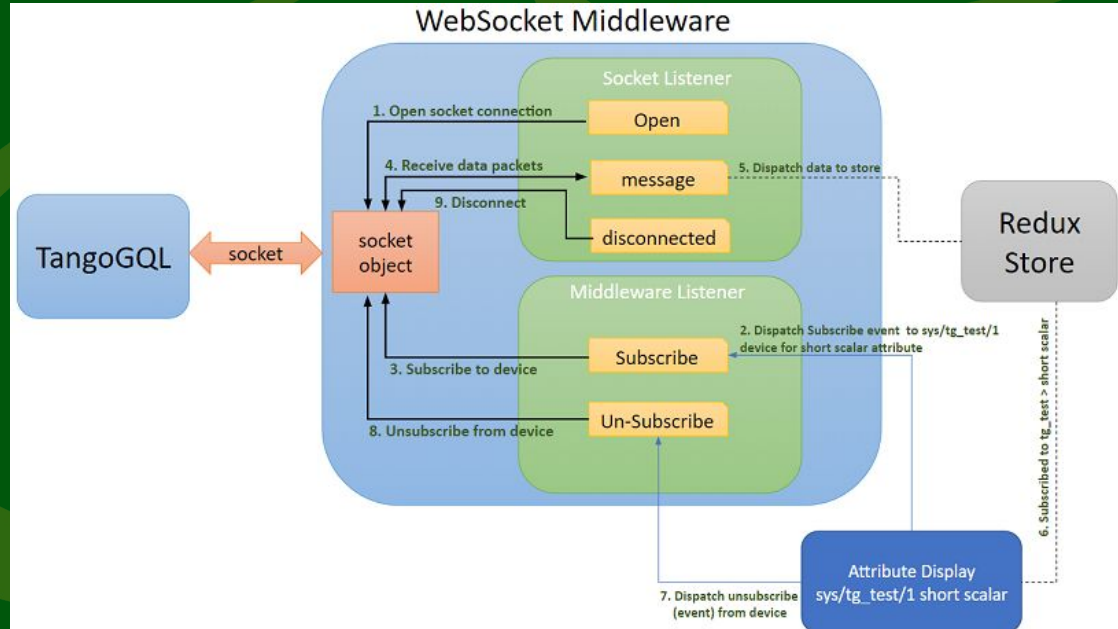 WebSocket Middleware
Socket Listener
1. Open socket connection
Open
4. Receive data packets
message
5. Dispatch data to store
9. Disconnect
disconnected
TangoGQL
socket
socket
object
Redux
Store
Middleware Listener
2. Dispatch Subscribe event to sys/tg_test/1
device for short scalar attribute
Subscribe
3. Subscribe to device
Un-Subscribe
8. Unsubscribe from device
6. Subscribed to tg_test > short scalar
7. Dispatch unsubscribe
(event) from device
Attribute Display
sys/tg_test/1 short scalar